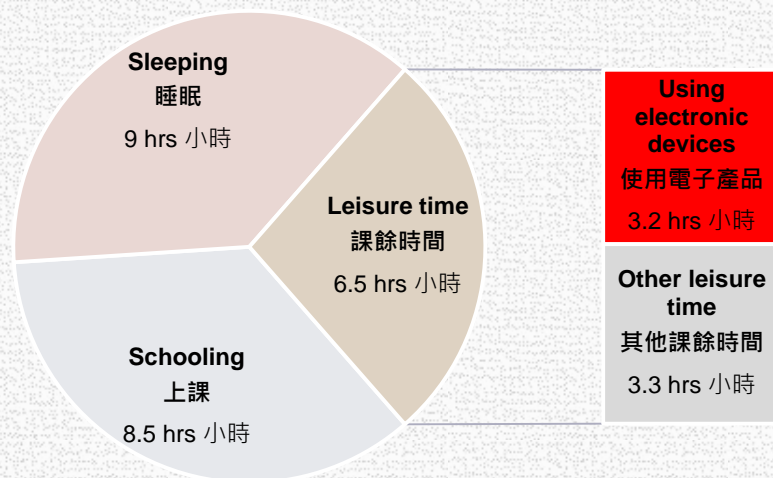 Sleeping
睡眠
9 hrs 小時
Leisure time
課餘時間
6.5 hrs 小時
Schooling
上課
8.5 hrs 小時
Using
electronic
devices
使用電子產品
3.2 hrs 小時
Other leisure
time
其他課餘時間
3.3 hrs 小時